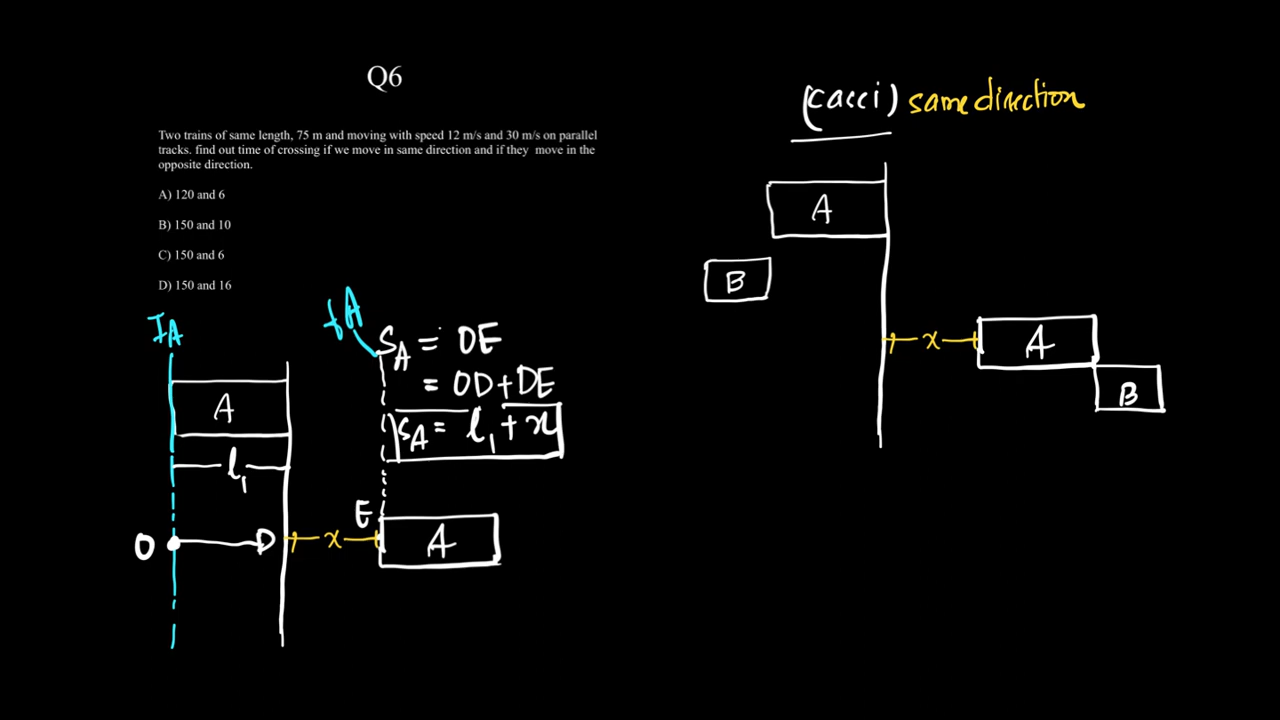 Q6
Two trains of same length, 75 m and moving with speed 12 m/s and 30 m/s on parallel
tracks. find out time of crossing if we move in same direction and if they move in the
opposite direction.
A) 120 and 6
B) 150 and 10
C) 150 and 6
D) 150 and 16
IA
fA
SA = OE
= OD+DE
SA = l1 + x
A
l1
O
D
x
E
A
(case i) same direction
A
B
x
A
B